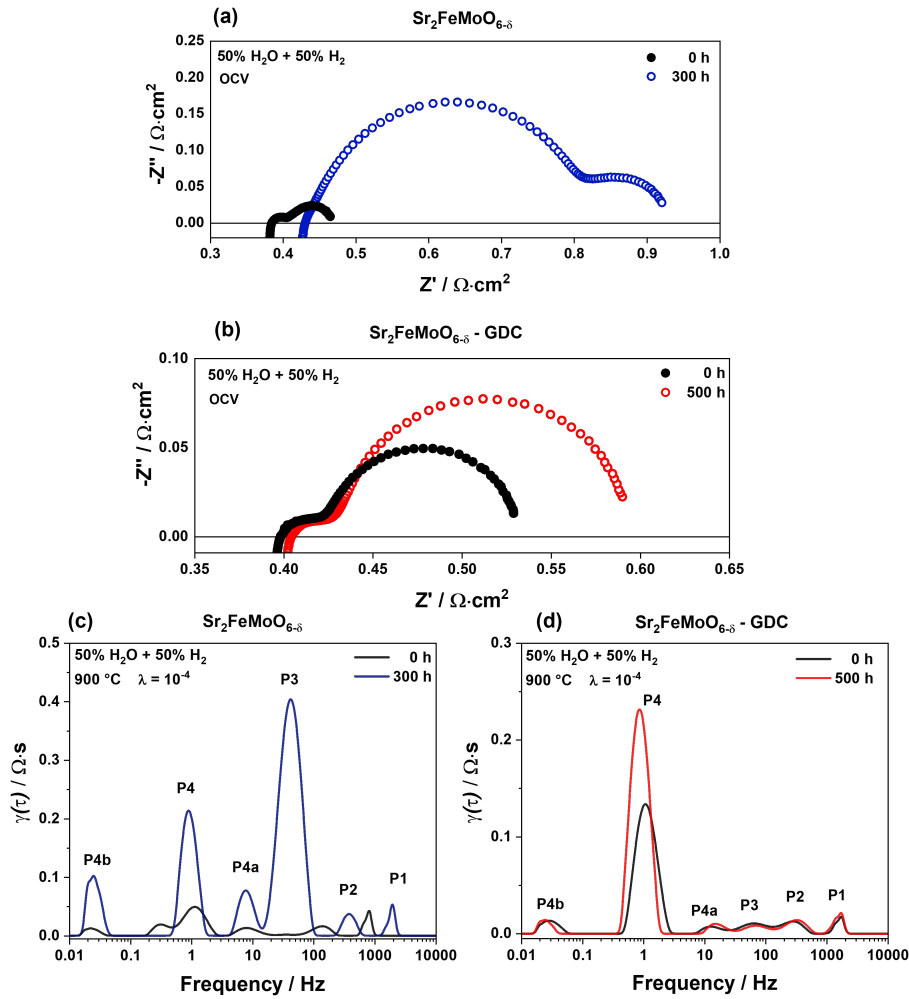 (a)
Sr₂FeMoO₆₋δ
50% H₂O + 50% H₂
OCV
0 h
300 h
-Z'' / Ω·cm²
0.25
0.20
0.15
0.10
0.05
0.00
0.3 0.4 0.5 0.6 0.7 0.8 0.9 1.0
Z' / Ω·cm²
(b)
Sr₂FeMoO₆₋δ - GDC
50% H₂O + 50% H₂
OCV
0 h
500 h
-Z'' / Ω·cm²
0.10
0.05
0.00
0.35 0.40 0.45 0.50 0.55 0.60 0.65
Z' / Ω·cm²
(c)
Sr₂FeMoO₆₋δ
50% H₂O + 50% H₂
900 °C λ = 10⁻⁴
0 h
300 h
γ(τ) / Ω·s
0.5
0.4
0.3
0.2
0.1
0.0
P4b
P4
P4a
P3
P2
P1
0.01 0.1 1 10 100 1000 10000
Frequency / Hz
(d)
Sr₂FeMoO₆₋δ - GDC
50% H₂O + 50% H₂
900 °C λ = 10⁻⁴
0 h
500 h
γ(τ) / Ω·s
0.3
0.2
0.1
0.0
P4b
P4
P4a
P3
P2
P1
0.01 0.1 1 10 100 1000 10000
Frequency / Hz